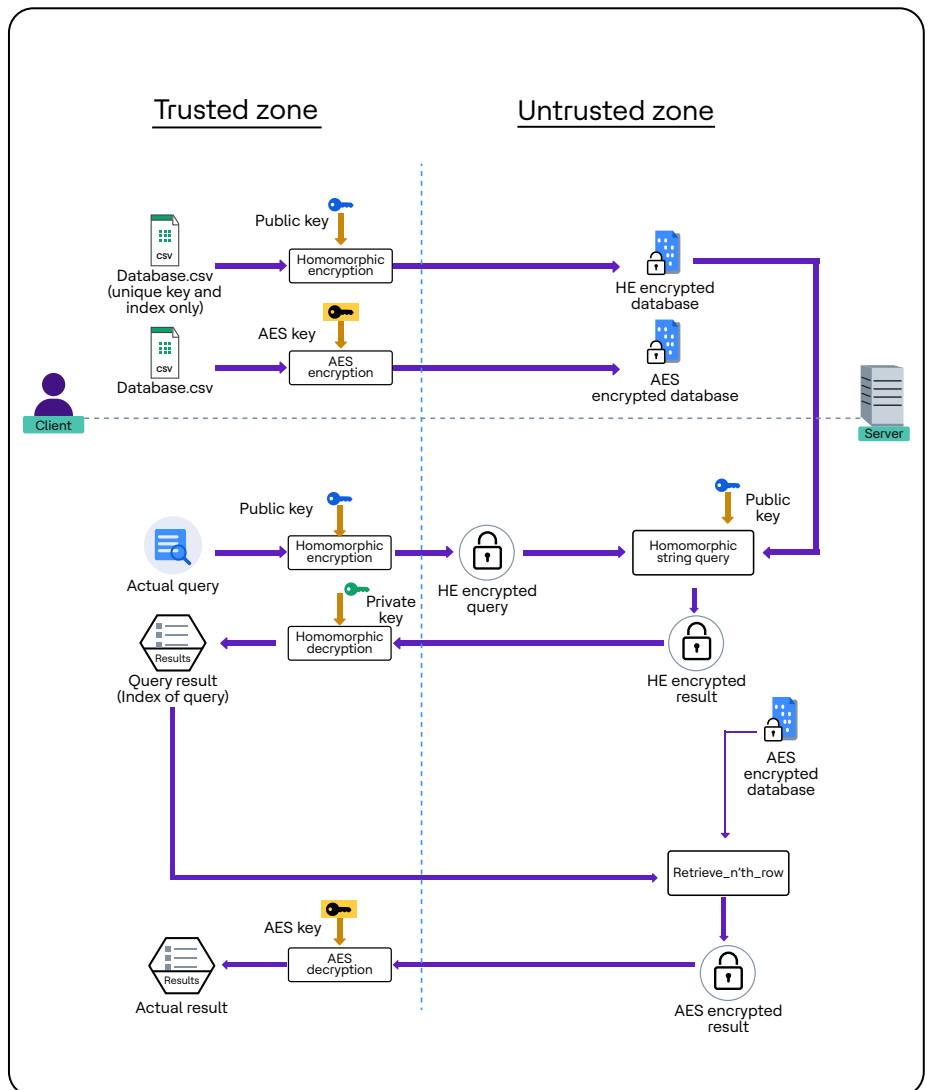 Trusted zone
Untrusted zone
Public key
CSV
Homomorphic
encryption
Database.csv
(unique key and
index only)
HE encrypted
database
AES key
CSV
AES
encryption
Database.csv
AES
encrypted database
Client
Server
Public key
Public
key
Homomorphic
encryption
Homomorphic
string query
Actual query
HE encrypted
query
Private
key
Homomorphic
decryption
Results
Query result
(Index of query)
HE encrypted
result
AES
encrypted
database
Retrieve_n'th_row
AES key
AES
decryption
Results
Actual result
AES encrypted
result